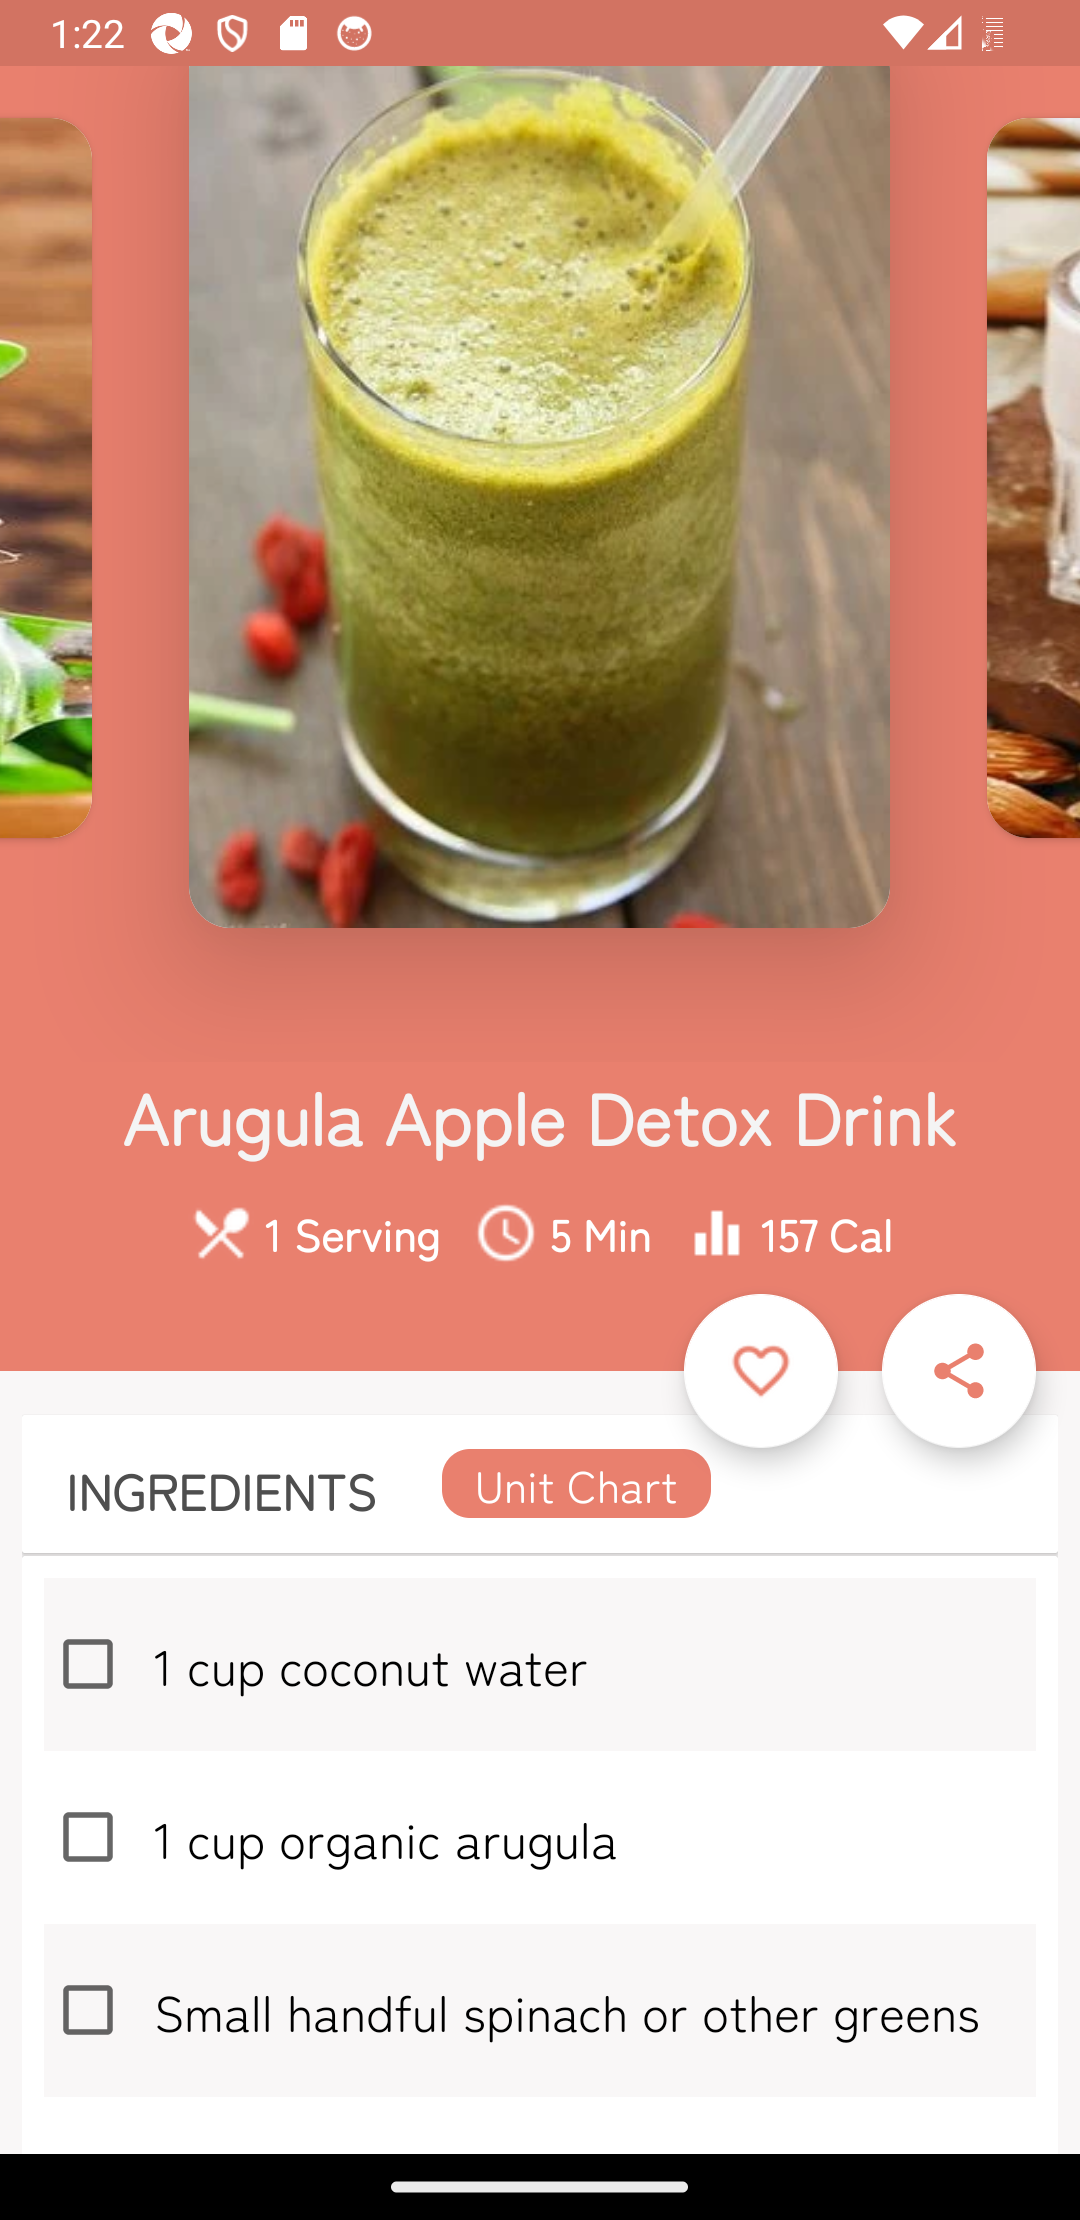 1:22
Arugula Apple Detox Drink
1 Serving 5 Min 157 Cal
INGREDIENTS Unit Chart
1 cup coconut water
1 cup organic arugula
Small handful spinach or other greens